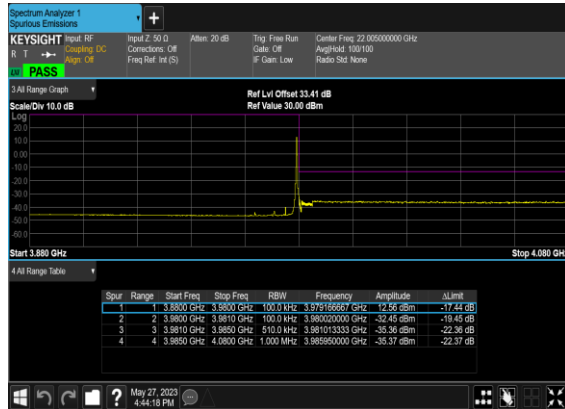 Spectrum Analyzer 1
Spurious Emissions
+
KEYSIGHT Input: RF Input Z: 50 Ω Atten: 20 dB Trig: Free Run Center Freq: 22.005000000 GHz
R T Coupling: DC Corrections: Off Gate: Off Avg|Hold: 100/100
Align: Off Freq Ref: Int (S) IF Gain: Low Radio Std: None
PASS
3 All Range Graph
Ref Lvl Offset 33.41 dB
Scale/Div 10.0 dB Ref Value 30.00 dBm
Log
20.0
10.0
0.00
-10.0
-20.0
-30.0
-40.0
-50.0
-60.0
Start 3.880 GHz Stop 4.080 GH
4 All Range Table
Spur Range Start Freq Stop Freq RBW Frequency Amplitude ΔLimit
1 1 3.8800 GHz 3.9800 GHz 100.0 kHz 3.979166667 GHz 12.56 dBm -17.44 dB
2 2 3.9800 GHz 3.9810 GHz 100.0 kHz 3.980020000 GHz -32.45 dBm -19.45 dB
3 3 3.9810 GHz 3.9850 GHz 510.0 kHz 3.981013333 GHz -35.36 dBm -22.36 dB
4 4 3.9850 GHz 4.0800 GHz 1.000 MHz 3.985950000 GHz -35.37 dBm -22.37 dB
?
May 27, 2023
4:44:18 PM